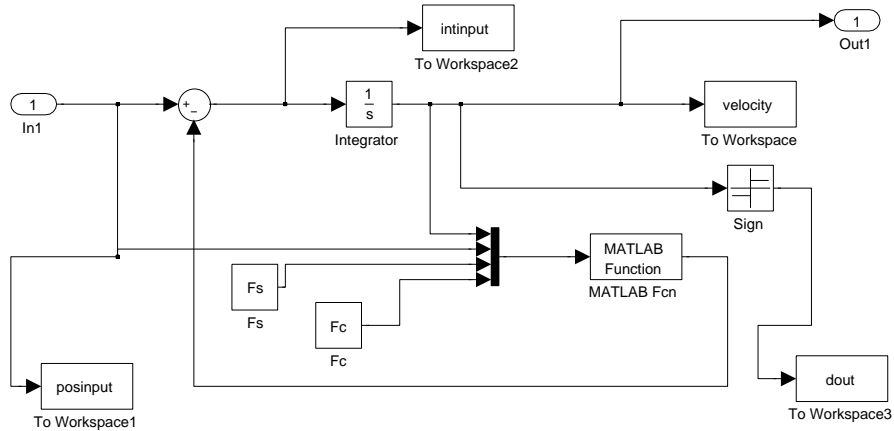 intinput
To Workspace2
1
Out1
1
In1
+
−
1
s
Integrator
velocity
To Workspace
Sign
MATLAB
Function
MATLAB Fcn
Fs
Fs
Fc
Fc
posinput
To Workspace1
dout
To Workspace3